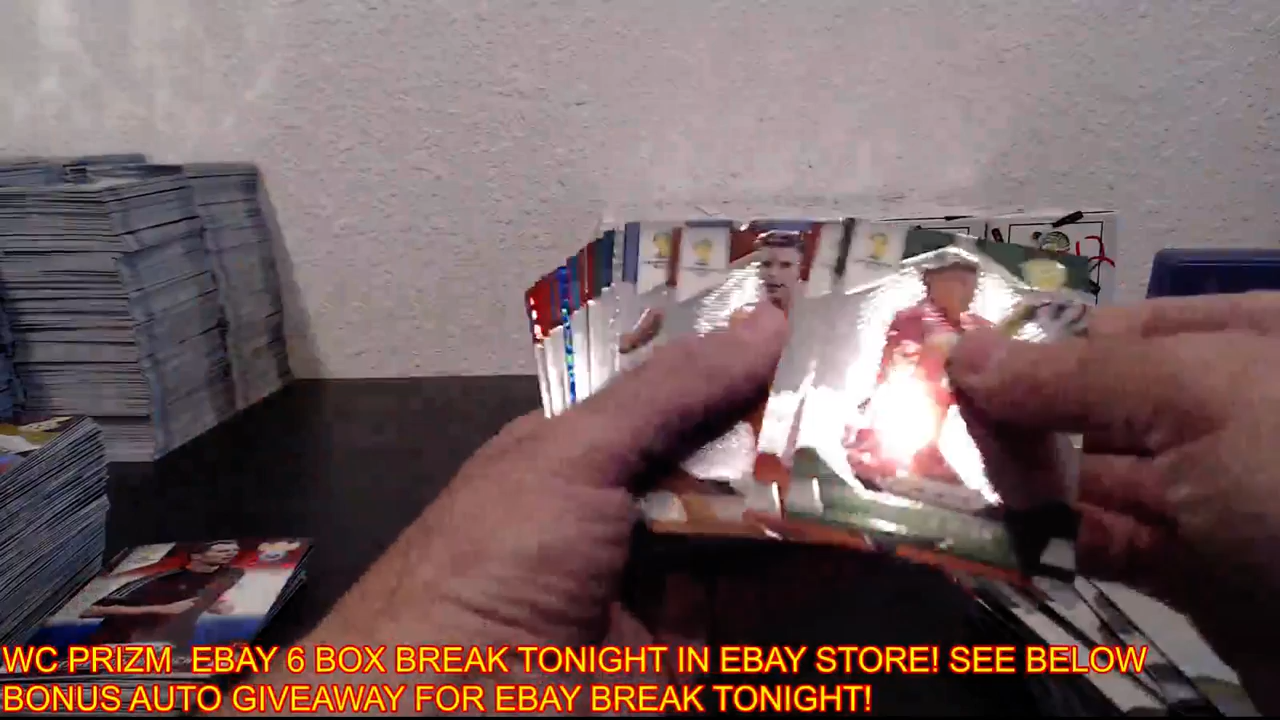 WC PRIZM  EBAY 6 BOX BREAK TONIGHT IN EBAY STORE! SEE BELOW
BONUS AUTO GIVEAWAY FOR EBAY BREAK TONIGHT!